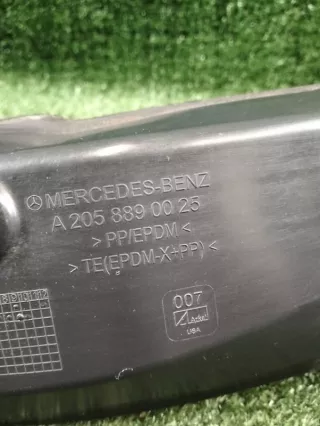 MERCEDES-BENZ
A 205 889 00 25
>PP/EPDM<
>TE(EPDM-X+PP)<
007
USA